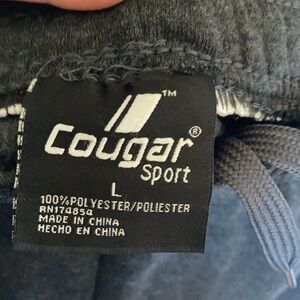 ™
Cougar®
Sport
L
100%POLYESTER/POLIESTER
RN174854
MADE IN CHINA
HECHO EN CHINA